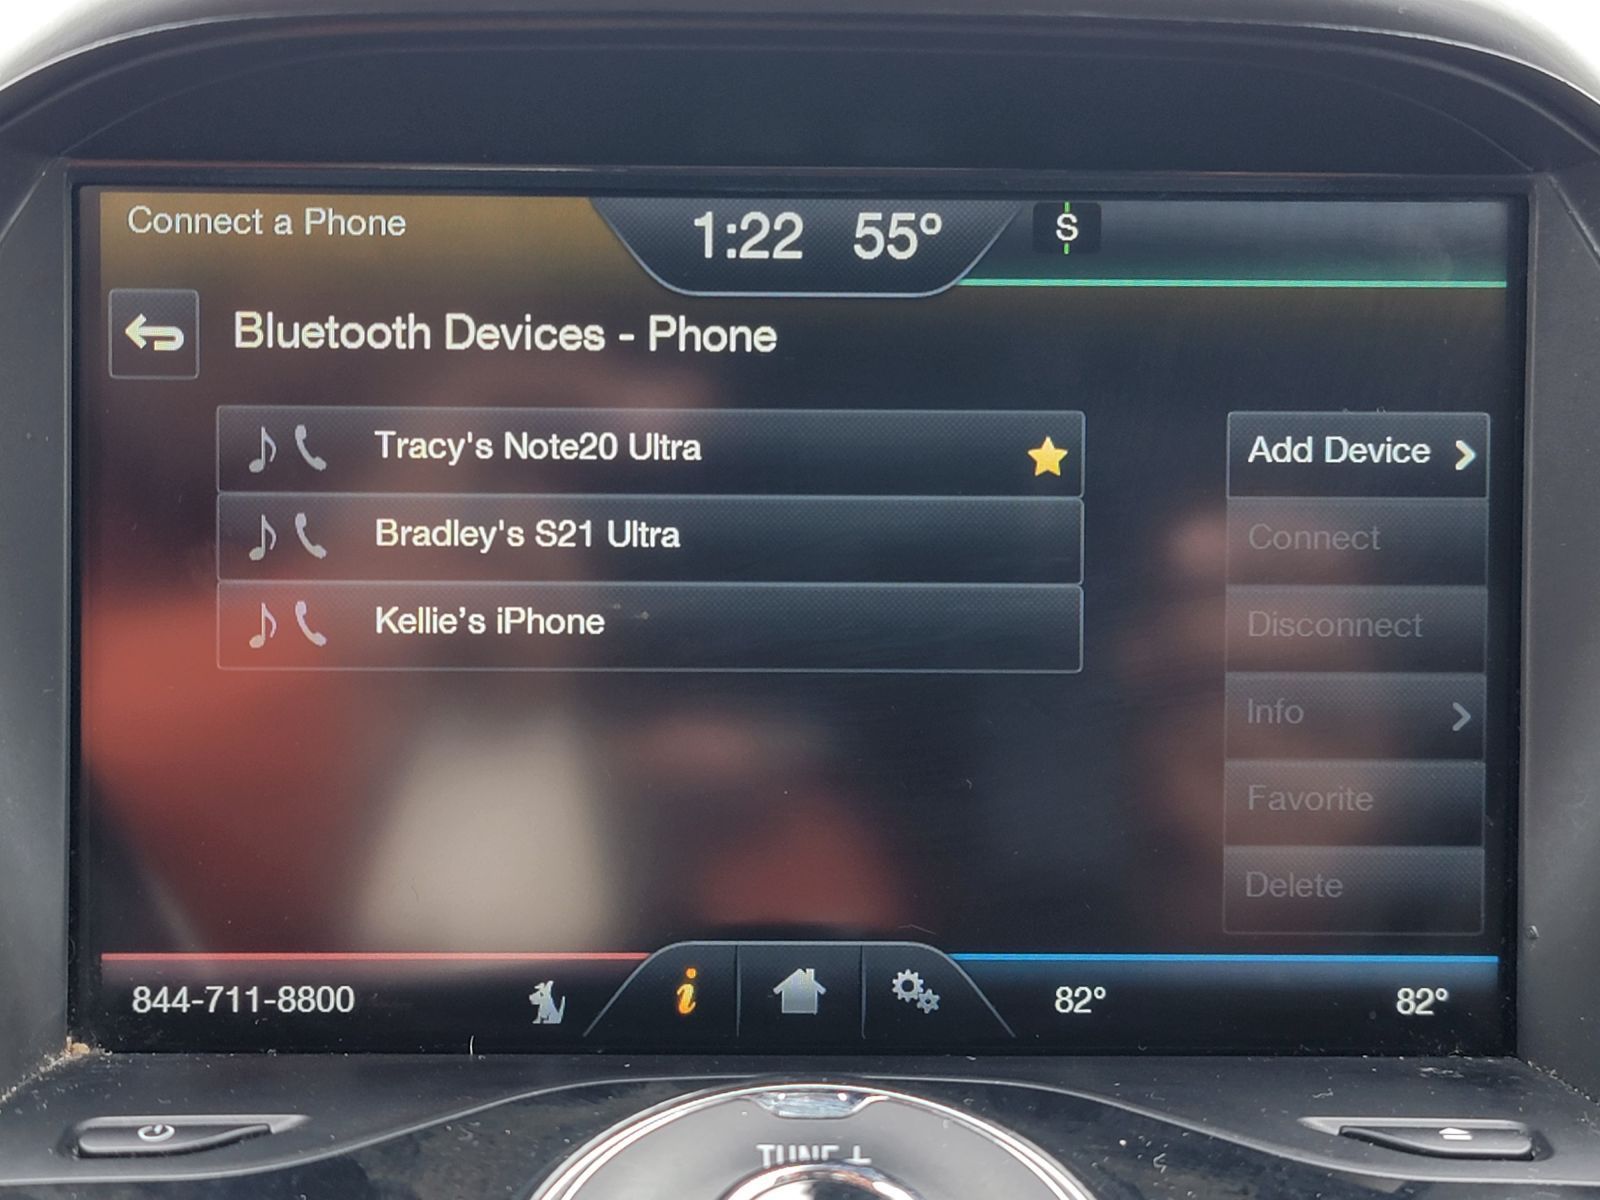 Connect a Phone
1:22 55°
S
Bluetooth Devices - Phone
Tracy's Note20 Ultra
Bradley's S21 Ultra
Kellie’s iPhone
Add Device
Connect
Disconnect
Info
Favorite
Delete
844-711-8800
i
82°
82°
TUNE +